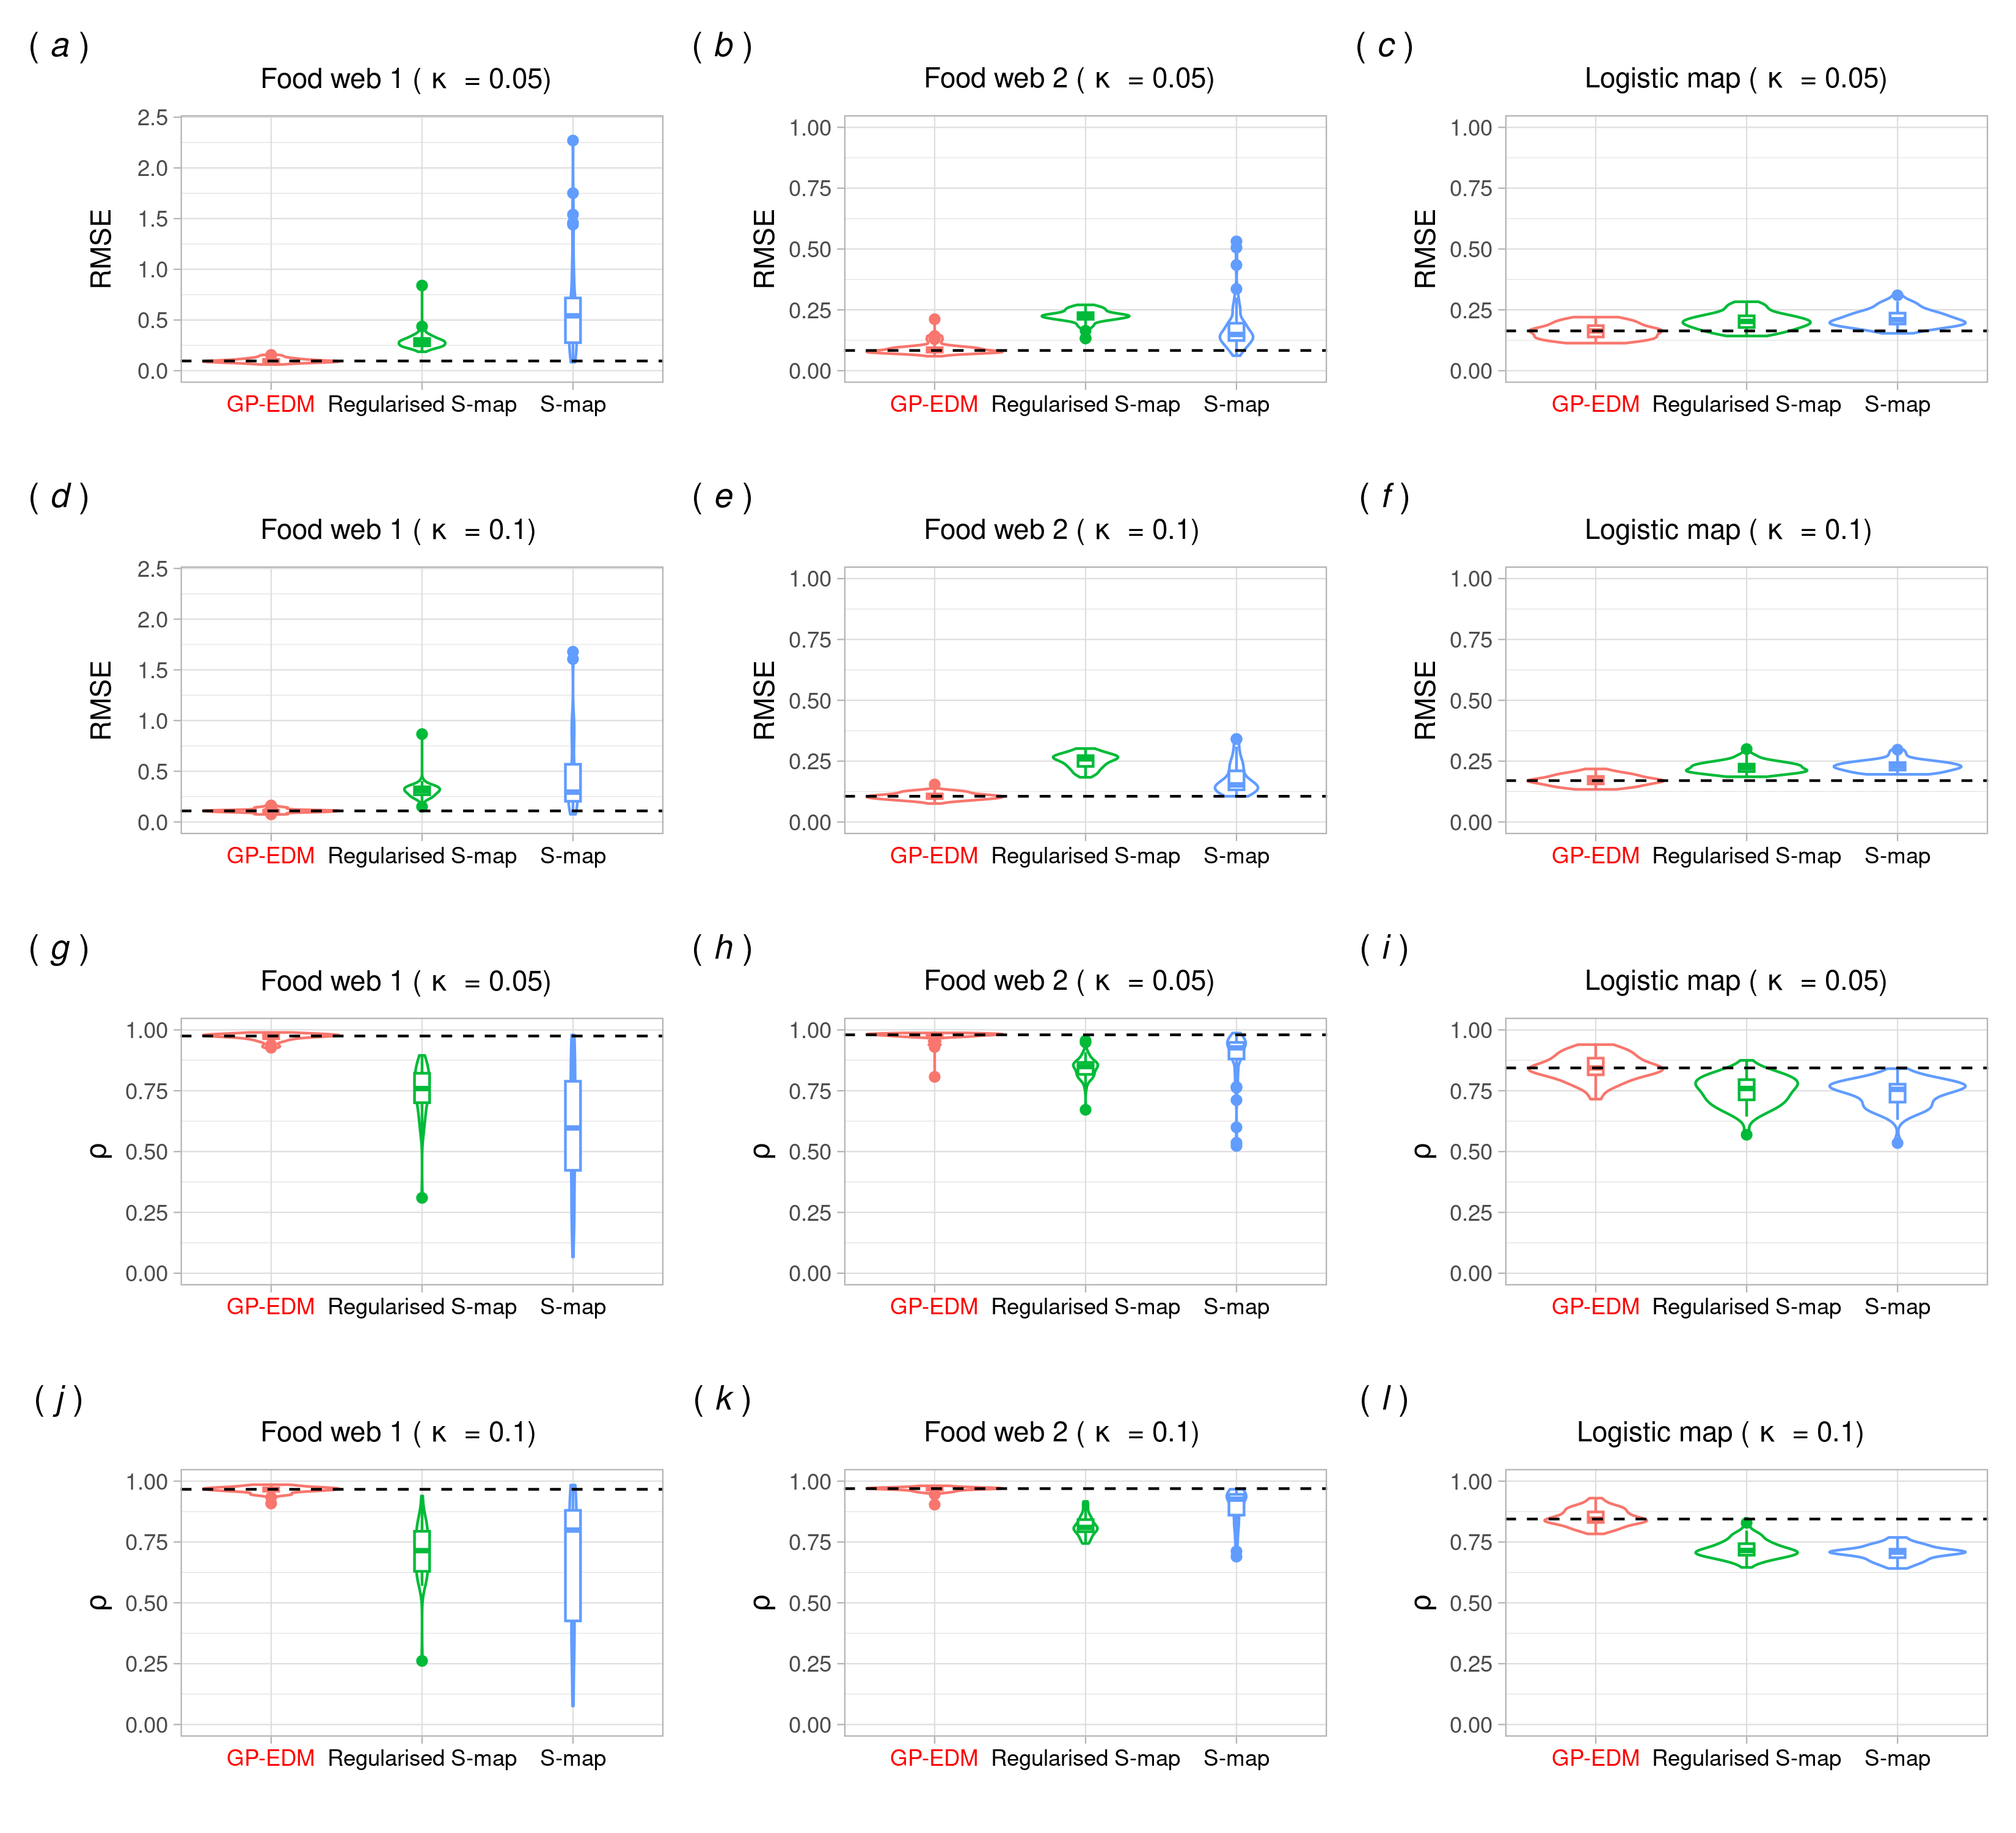 ( a )
( b )
( c )
Food web 1 ( κ = 0.05)
Food web 2 ( κ = 0.05)
Logistic map ( κ = 0.05)
RMSE
2.5
2.0
1.5
1.0
0.5
0.0
GP-EDM Regularised S-map S-map
RMSE
1.00
0.75
0.50
0.25
0.00
GP-EDM Regularised S-map S-map
RMSE
1.00
0.75
0.50
0.25
0.00
GP-EDM Regularised S-map S-map
( d )
( e )
( f )
Food web 1 ( κ = 0.1)
Food web 2 ( κ = 0.1)
Logistic map ( κ = 0.1)
RMSE
2.5
2.0
1.5
1.0
0.5
0.0
GP-EDM Regularised S-map S-map
RMSE
1.00
0.75
0.50
0.25
0.00
GP-EDM Regularised S-map S-map
RMSE
1.00
0.75
0.50
0.25
0.00
GP-EDM Regularised S-map S-map
( g )
( h )
( i )
Food web 1 ( κ = 0.05)
Food web 2 ( κ = 0.05)
Logistic map ( κ = 0.05)
ρ
1.00
0.75
0.50
0.25
0.00
GP-EDM Regularised S-map S-map
ρ
1.00
0.75
0.50
0.25
0.00
GP-EDM Regularised S-map S-map
ρ
1.00
0.75
0.50
0.25
0.00
GP-EDM Regularised S-map S-map
( j )
( k )
( l )
Food web 1 ( κ = 0.1)
Food web 2 ( κ = 0.1)
Logistic map ( κ = 0.1)
ρ
1.00
0.75
0.50
0.25
0.00
GP-EDM Regularised S-map S-map
ρ
1.00
0.75
0.50
0.25
0.00
GP-EDM Regularised S-map S-map
ρ
1.00
0.75
0.50
0.25
0.00
GP-EDM Regularised S-map S-map